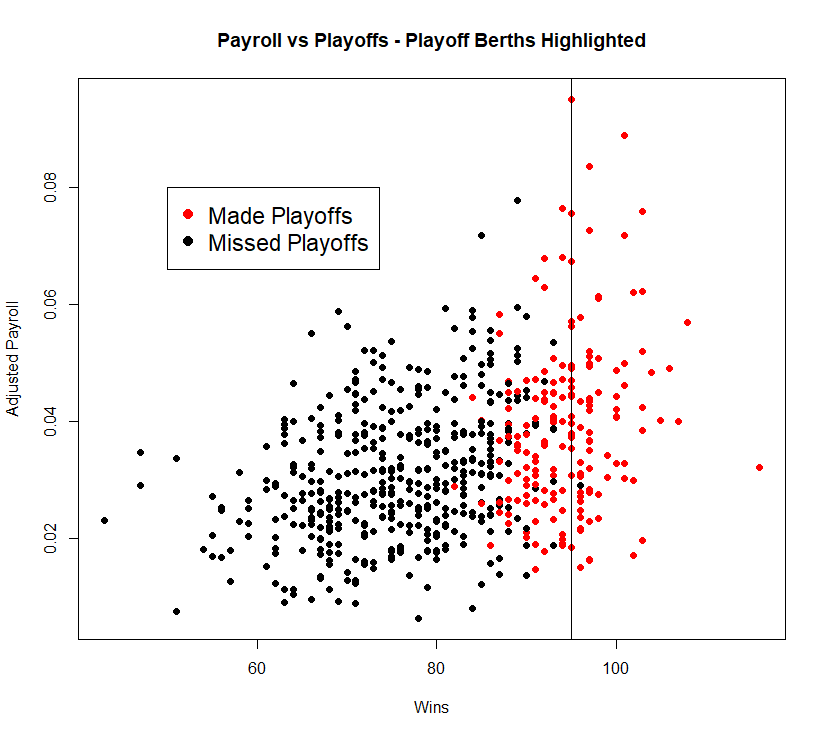 Payroll vs Playoffs - Playoff Berths Highlighted
Adjusted Payroll
0.08
0.06
0.04
0.02
Made Playoffs
Missed Playoffs
60 80 100
Wins